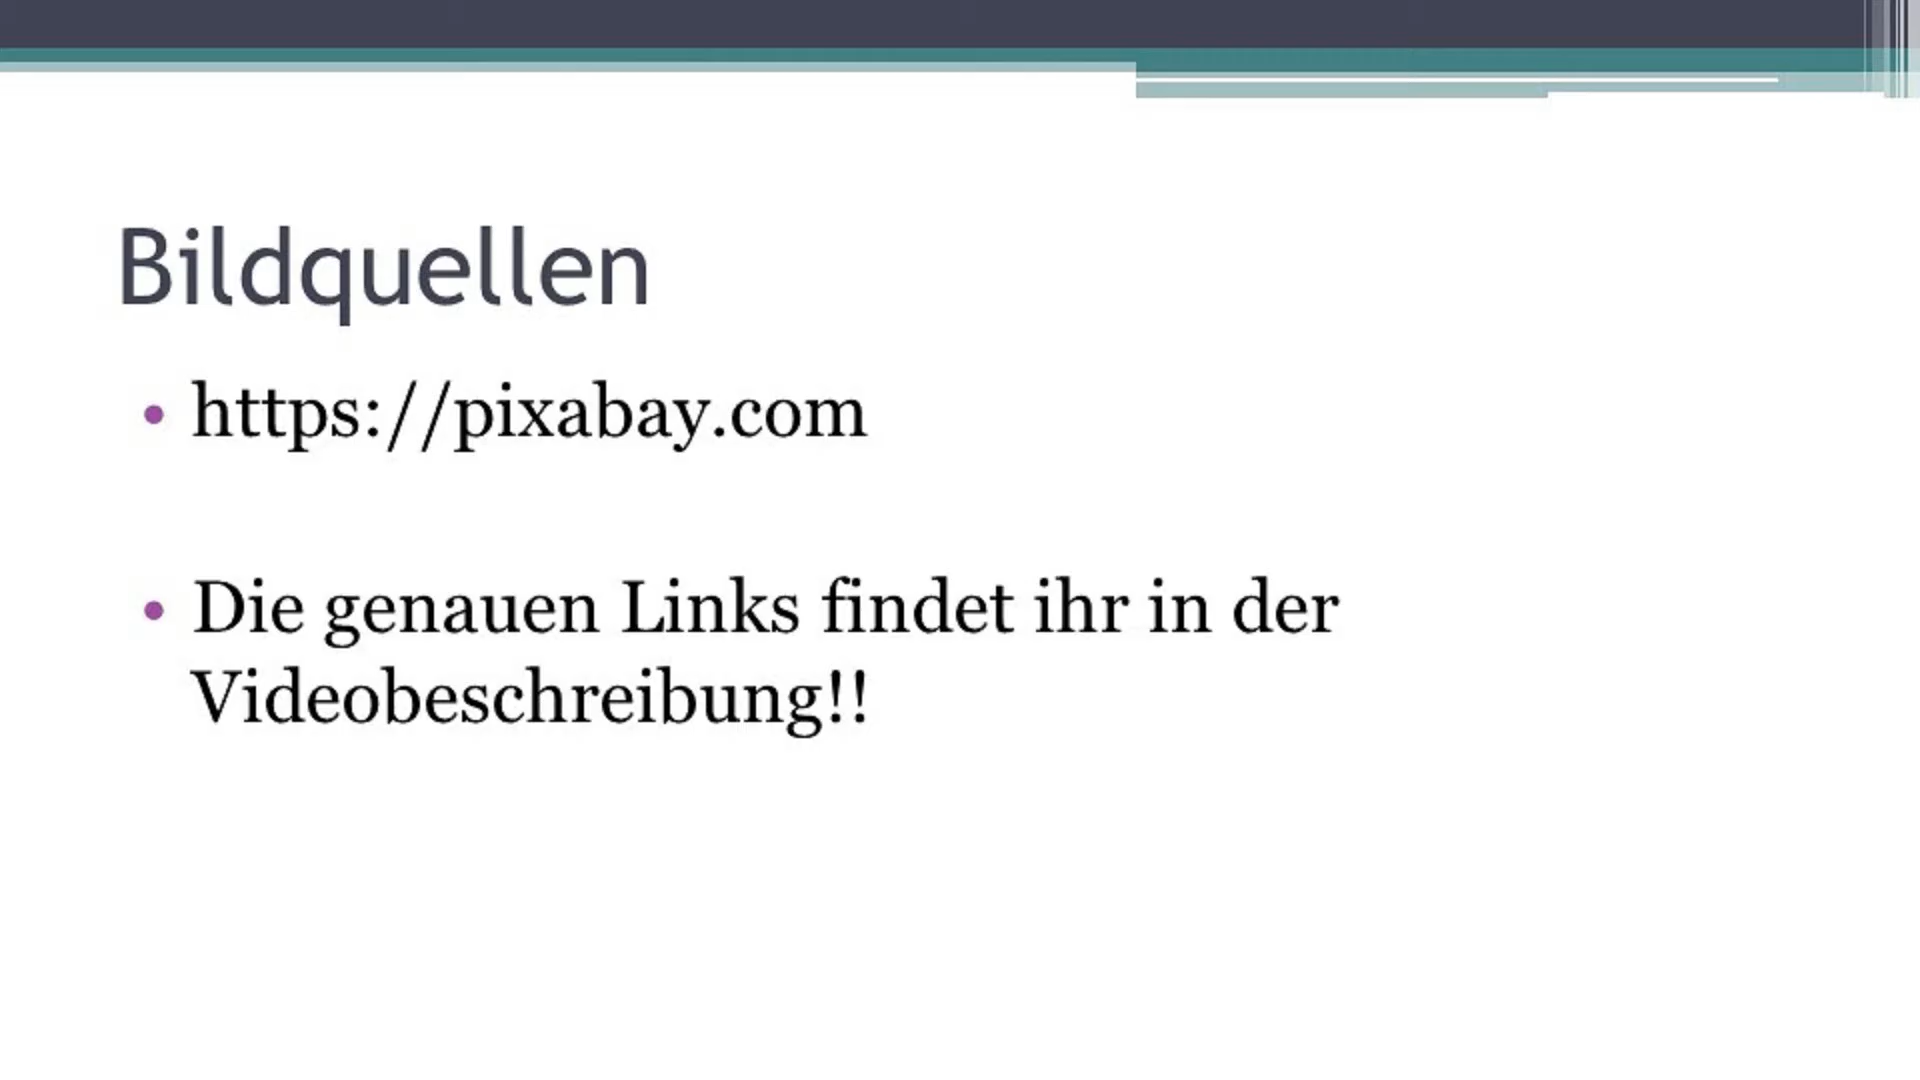 Bildquellen
• https://pixabay.com
• Die genauen Links findet ihr in der
Videobeschreibung!!